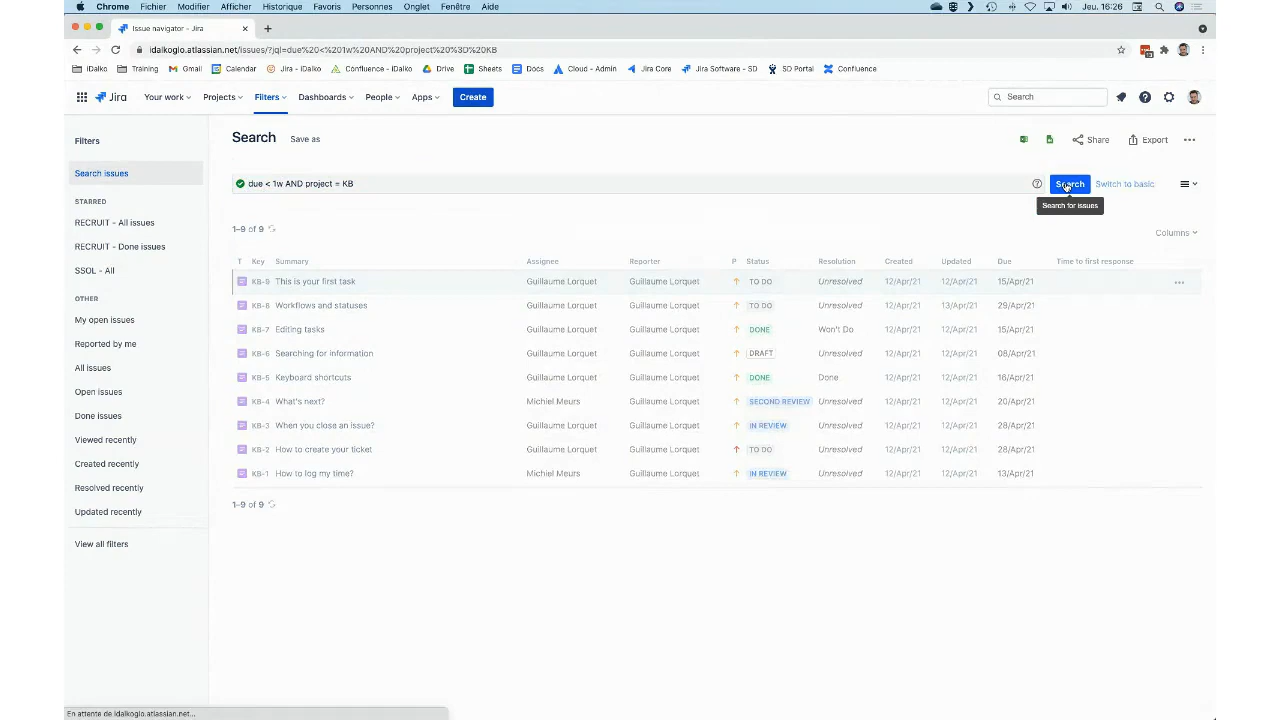 Chrome Fichier Modifier Afficher Historique Favoris Personnes Onglet Fenêtre Aide Jeu. 16:26
Issue navigator - Jira
idalkoglo.atlassian.net/issues/?jql=due%20<%201w%20AND%20project%20%3D%20KB
iDalko Training Gmail Calendar Jira - iDalko Confluence - iDalko Drive Sheets Docs Cloud - Admin Jira Core Jira Software - SD SD Portal Confluence
Jira Your work Projects Filters Dashboards People Apps Create Search
Filters
Search issues
STARRED
RECRUIT - All issues
RECRUIT - Done issues
SSOL - All
OTHER
My open issues
Reported by me
All issues
Open issues
Done issues
Viewed recently
Created recently
Resolved recently
Updated recently
View all filters
Search Save as Share Export
due < 1w AND project = KB Search Switch to basic
Search for issues
1–9 of 9
Columns
T Key Summary Assignee Reporter P Status Resolution Created Updated Due Time to first response
KB-9 This is your first task Guillaume Lorquet Guillaume Lorquet TO DO Unresolved 12/Apr/21 12/Apr/21 15/Apr/21
KB-8 Workflows and statuses Guillaume Lorquet Guillaume Lorquet TO DO Unresolved 12/Apr/21 13/Apr/21 29/Apr/21
KB-7 Editing tasks Guillaume Lorquet Guillaume Lorquet DONE Won't Do 12/Apr/21 12/Apr/21 15/Apr/21
KB-6 Searching for information Guillaume Lorquet Guillaume Lorquet DRAFT Unresolved 12/Apr/21 12/Apr/21 08/Apr/21
KB-5 Keyboard shortcuts Guillaume Lorquet Guillaume Lorquet DONE Done 12/Apr/21 12/Apr/21 16/Apr/21
KB-4 What's next? Michiel Meurs Guillaume Lorquet SECOND REVIEW Unresolved 12/Apr/21 12/Apr/21 20/Apr/21
KB-3 When you close an issue? Guillaume Lorquet Guillaume Lorquet IN REVIEW Unresolved 12/Apr/21 12/Apr/21 28/Apr/21
KB-2 How to create your ticket Guillaume Lorquet Guillaume Lorquet TO DO Unresolved 12/Apr/21 12/Apr/21 28/Apr/21
KB-1 How to log my time? Michiel Meurs Guillaume Lorquet IN REVIEW Unresolved 12/Apr/21 12/Apr/21 13/Apr/21
1–9 of 9
En attente de idalkoglo.atlassian.net...